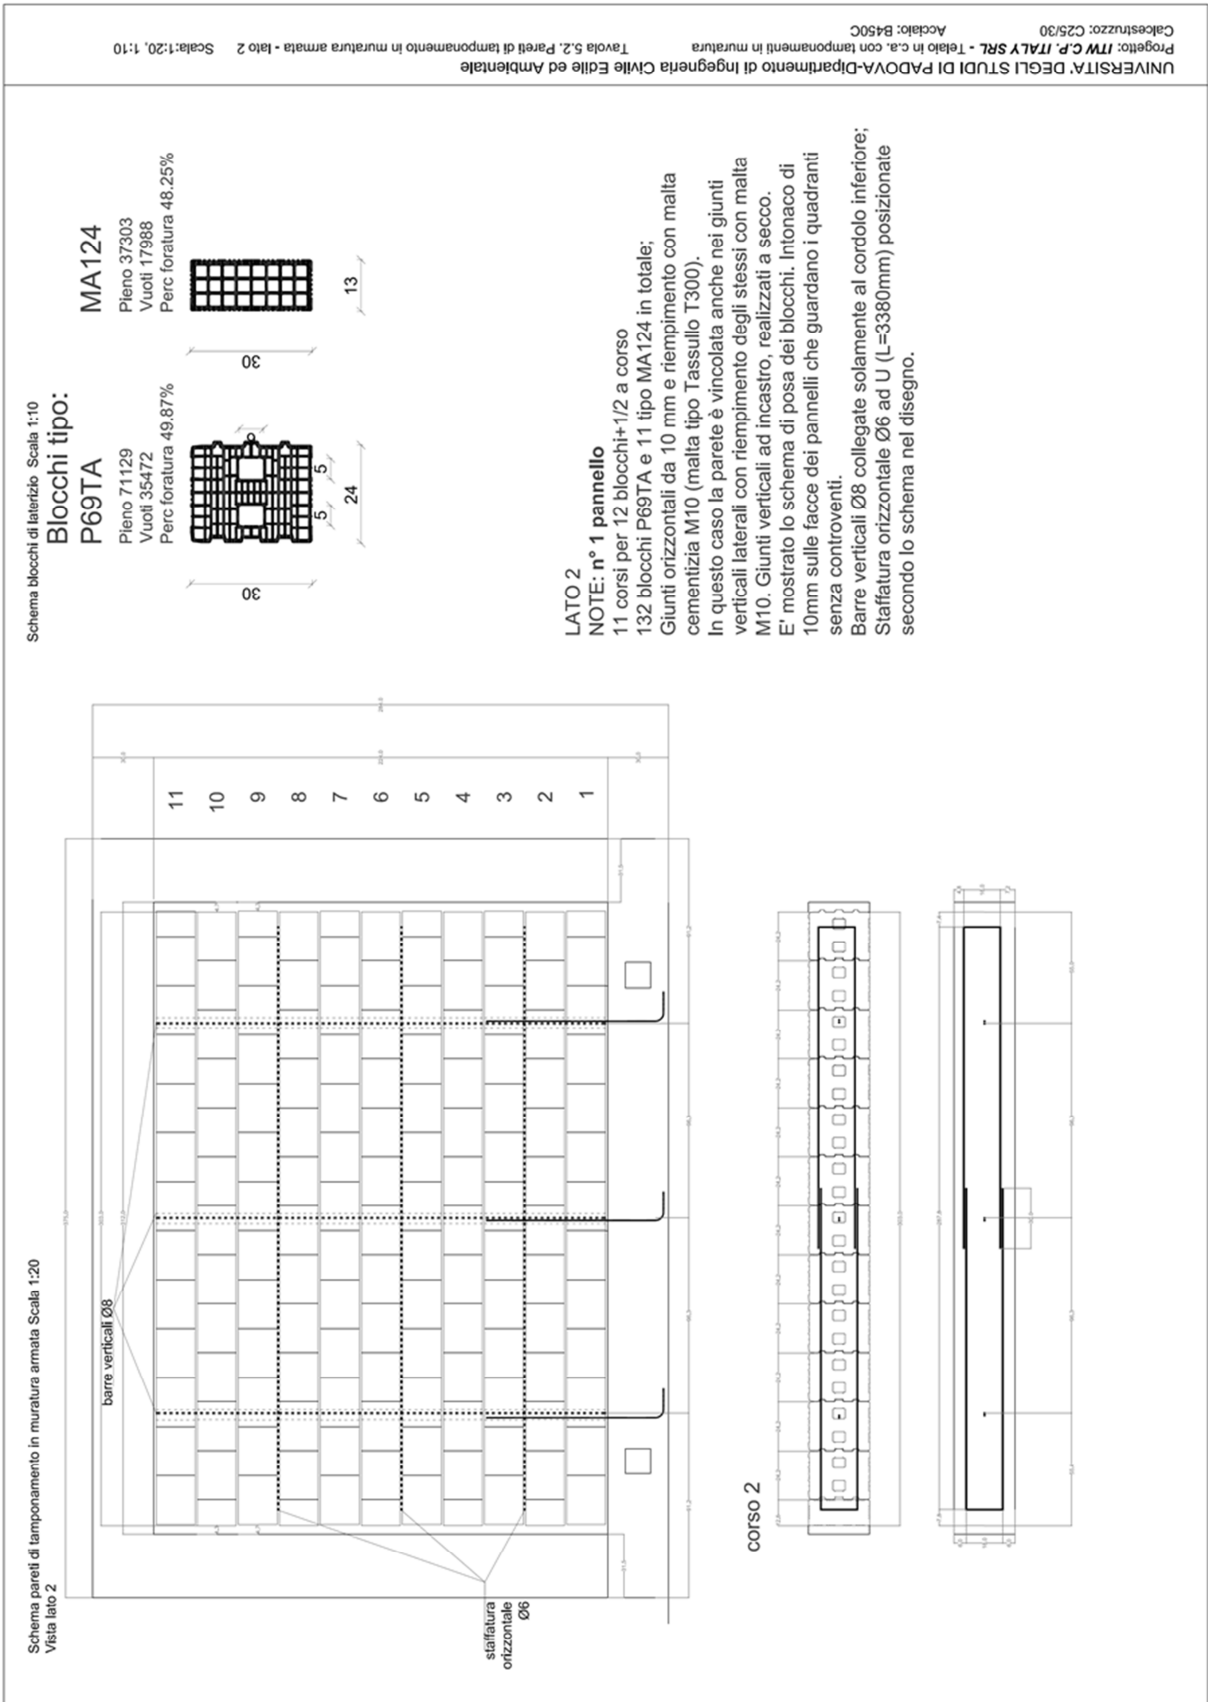 UNIVERSITA' DEGLI STUDI DI PADOVA-Dipartimento di Ingegneria Civile Edile ed Ambientale
Progetto: ITW C.P. ITALY SRL - Telaio in c.a. con tamponamenti in muratura
Tavola 5.2. Pareti di tamponamento in muratura armata - lato 2
Scala:1:20, 1:10
Calcestruzzo: C25/30
Acciaio: B450C
Schema pareti di tamponamento in muratura armata Scala 1:20
Vista lato 2
barre verticali Ø8
staffatura
orizzontale
Ø6
11
10
9
8
7
6
5
4
3
2
1
corso 2
Schema blocchi di laterizio Scala 1:10
Blocchi tipo:
P69TA
Pieno 71129
Vuoti 35472
Perc foratura 49.87%
30
5
5
24
MA124
Pieno 37303
Vuoti 17988
Perc foratura 48.25%
30
13
LATO 2
NOTE: n° 1 pannello
11 corsi per 12 blocchi+1/2 a corso
132 blocchi P69TA e 11 tipo MA124 in totale;
Giunti orizzontali da 10 mm e riempimento con malta
cementizia M10 (malta tipo Tassullo T300).
In questo caso la parete è vincolata anche nei giunti
verticali laterali con riempimento degli stessi con malta
M10. Giunti verticali ad incastro, realizzati a secco.
E' mostrato lo schema di posa dei blocchi. Intonaco di
10mm sulle facce dei pannelli che guardano i quadranti
senza controventi.
Barre verticali Ø8 collegate solamente al cordolo inferiore;
Staffatura orizzontale Ø6 ad U (L=3380mm) posizionate
secondo lo schema nel disegno.